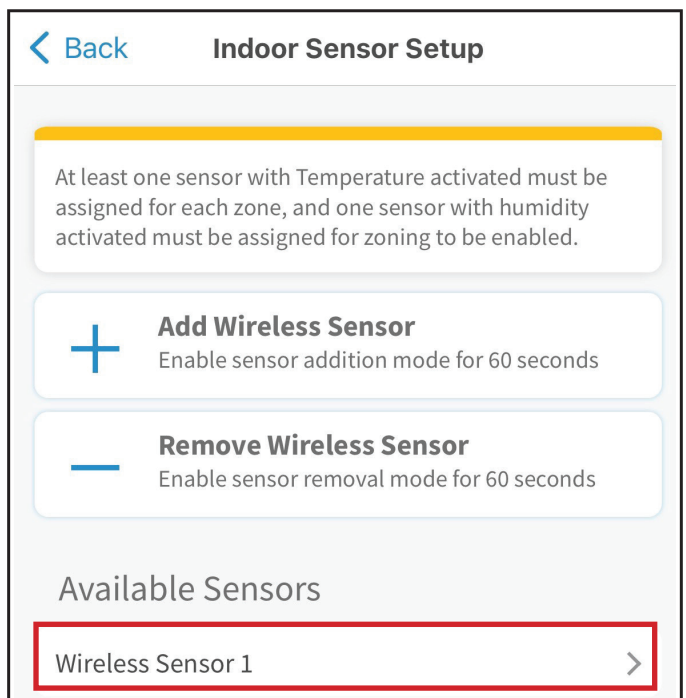 Back
Indoor Sensor Setup
At least one sensor with Temperature activated must be
assigned for each zone, and one sensor with humidity
activated must be assigned for zoning to be enabled.
Add Wireless Sensor
Enable sensor addition mode for 60 seconds
Remove Wireless Sensor
Enable sensor removal mode for 60 seconds
Available Sensors
Wireless Sensor 1